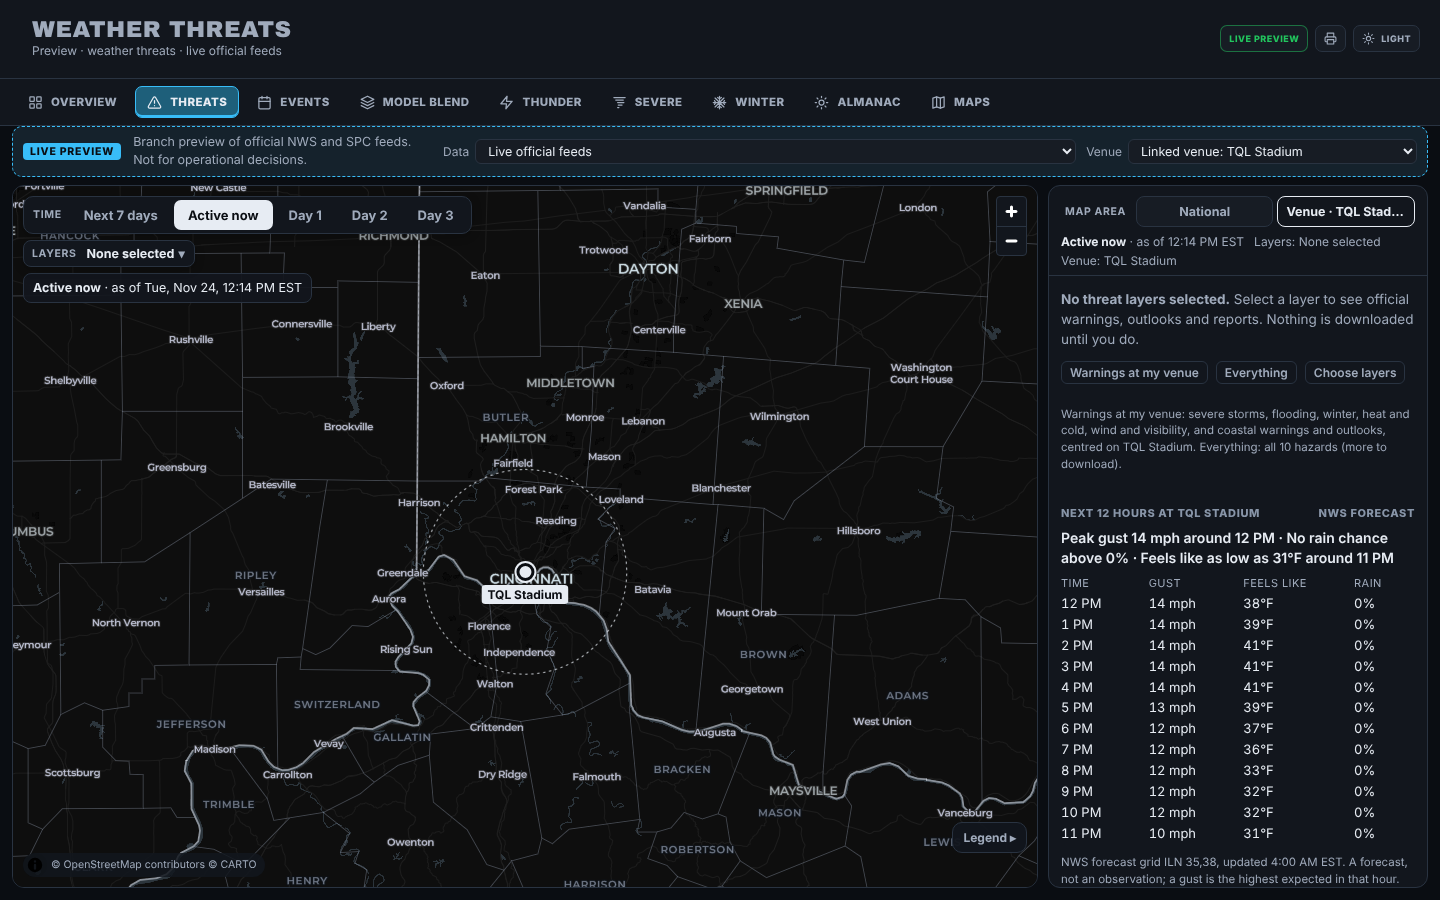 WEATHER THREATS
Preview · weather threats · live official feeds
LIVE PREVIEW
LIGHT
OVERVIEW
THREATS
EVENTS
MODEL BLEND
THUNDER
SEVERE
WINTER
ALMANAC
MAPS
LIVE PREVIEW
Branch preview of official NWS and SPC feeds.
Not for operational decisions.
Data
Live official feeds
Venue
Linked venue: TQL Stadium
TIME
Next 7 days
Active now
Day 1
Day 2
Day 3
LAYERS None selected ▾
Active now · as of Tue, Nov 24, 12:14 PM EST
New Castle
SPRINGFIELD
Vandalia
London
HANCOCK
RICHMOND
Trotwood
Fairborn
Eaton
DAYTON
XENIA
Connersville
Liberty
Rushville
Centerville
Shelbyville
Oxford
MIDDLETOWN
Washington
Court House
BUTLER
Monroe
Lebanon
Wilmington
Brookville
HAMILTON
Greensburg
Fairfield
Mason
Batesville
Forest Park
Blanchester
Harrison
Loveland
UMBUS
Reading
Hillsboro
Greendale
CINCINNATI
RIPLEY
Versailles
TQL Stadium
Batavia
Aurora
Mount Orab
North Vernon
Florence
eymour
Rising Sun
Independence
BROWN
Walton
Georgetown
ADAMS
SWITZERLAND
JEFFERSON
Crittenden
West Union
Madison
Vevay
GALLATIN
Augusta
Scottsburg
Carrollton
Dry Ridge
Falmouth
BRACKEN
MAYSVILLE
TRIMBLE
MASON
Vanceburg
Owenton
ROBERTSON
LEW
Legend ▸
HENRY
HARRISON
© OpenStreetMap contributors © CARTO
MAP AREA
National
Venue · TQL Stad...
Active now · as of 12:14 PM EST Layers: None selected
Venue: TQL Stadium
No threat layers selected. Select a layer to see official
warnings, outlooks and reports. Nothing is downloaded
until you do.
Warnings at my venue
Everything
Choose layers
Warnings at my venue: severe storms, flooding, winter, heat and
cold, wind and visibility, and coastal warnings and outlooks,
centred on TQL Stadium. Everything: all 10 hazards (more to
download).
NEXT 12 HOURS AT TQL STADIUM NWS FORECAST
Peak gust 14 mph around 12 PM · No rain chance
above 0% · Feels like as low as 31°F around 11 PM
TIME GUST FEELS LIKE RAIN
12 PM 14 mph 38°F 0%
1 PM 14 mph 39°F 0%
2 PM 14 mph 41°F 0%
3 PM 14 mph 41°F 0%
4 PM 14 mph 41°F 0%
5 PM 13 mph 39°F 0%
6 PM 12 mph 37°F 0%
7 PM 12 mph 36°F 0%
8 PM 12 mph 33°F 0%
9 PM 12 mph 32°F 0%
10 PM 12 mph 32°F 0%
11 PM 10 mph 31°F 0%
NWS forecast grid ILN 35,38, updated 4:00 AM EST. A forecast,
not an observation; a gust is the highest expected in that hour.